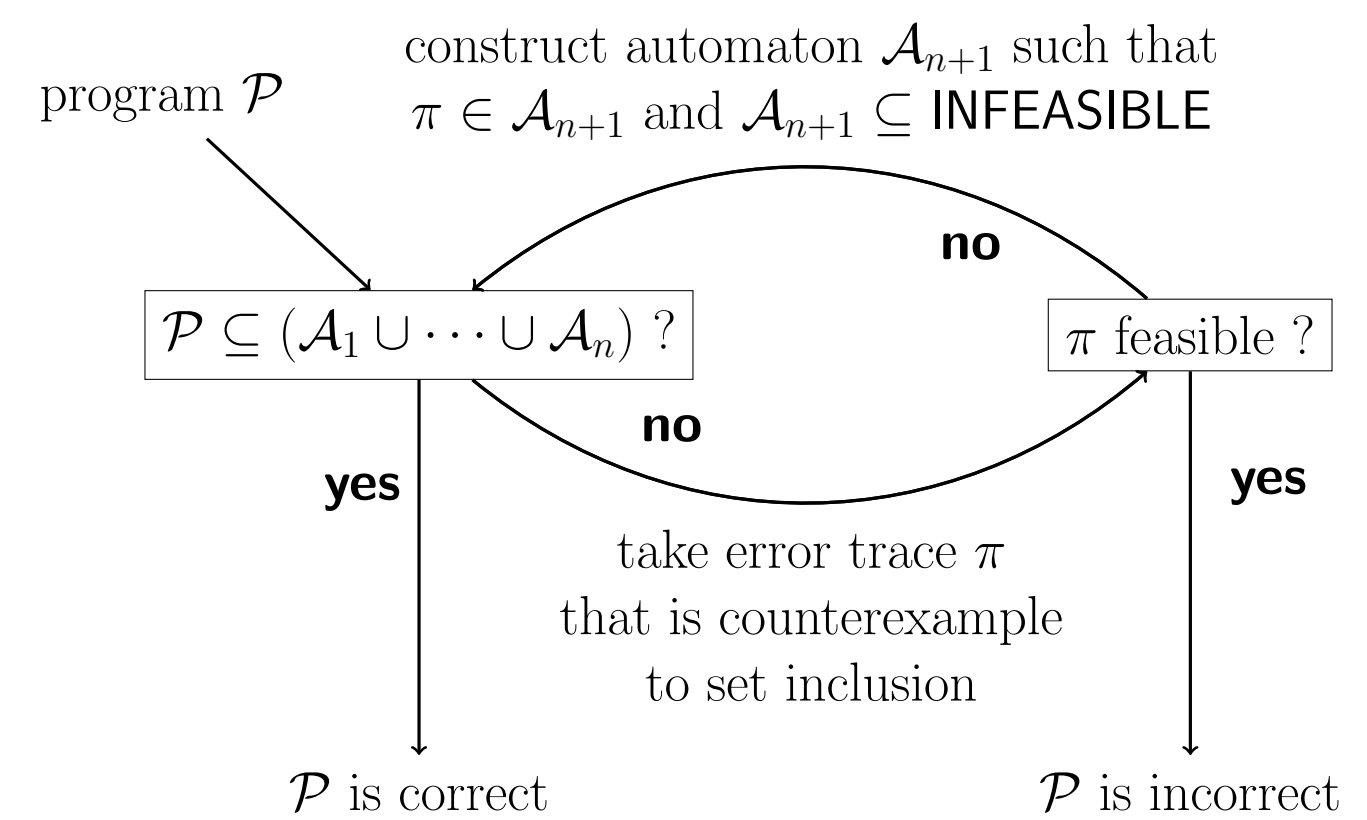 construct automaton 𝒜ₙ₊₁ such that
program 𝒫
π ∈ 𝒜ₙ₊₁ and 𝒜ₙ₊₁ ⊆ INFEASIBLE
no
𝒫 ⊆ (𝒜₁ ∪ ⋯ ∪ 𝒜ₙ) ?
π feasible ?
no
yes
yes
take error trace π
that is counterexample
to set inclusion
𝒫 is correct
𝒫 is incorrect